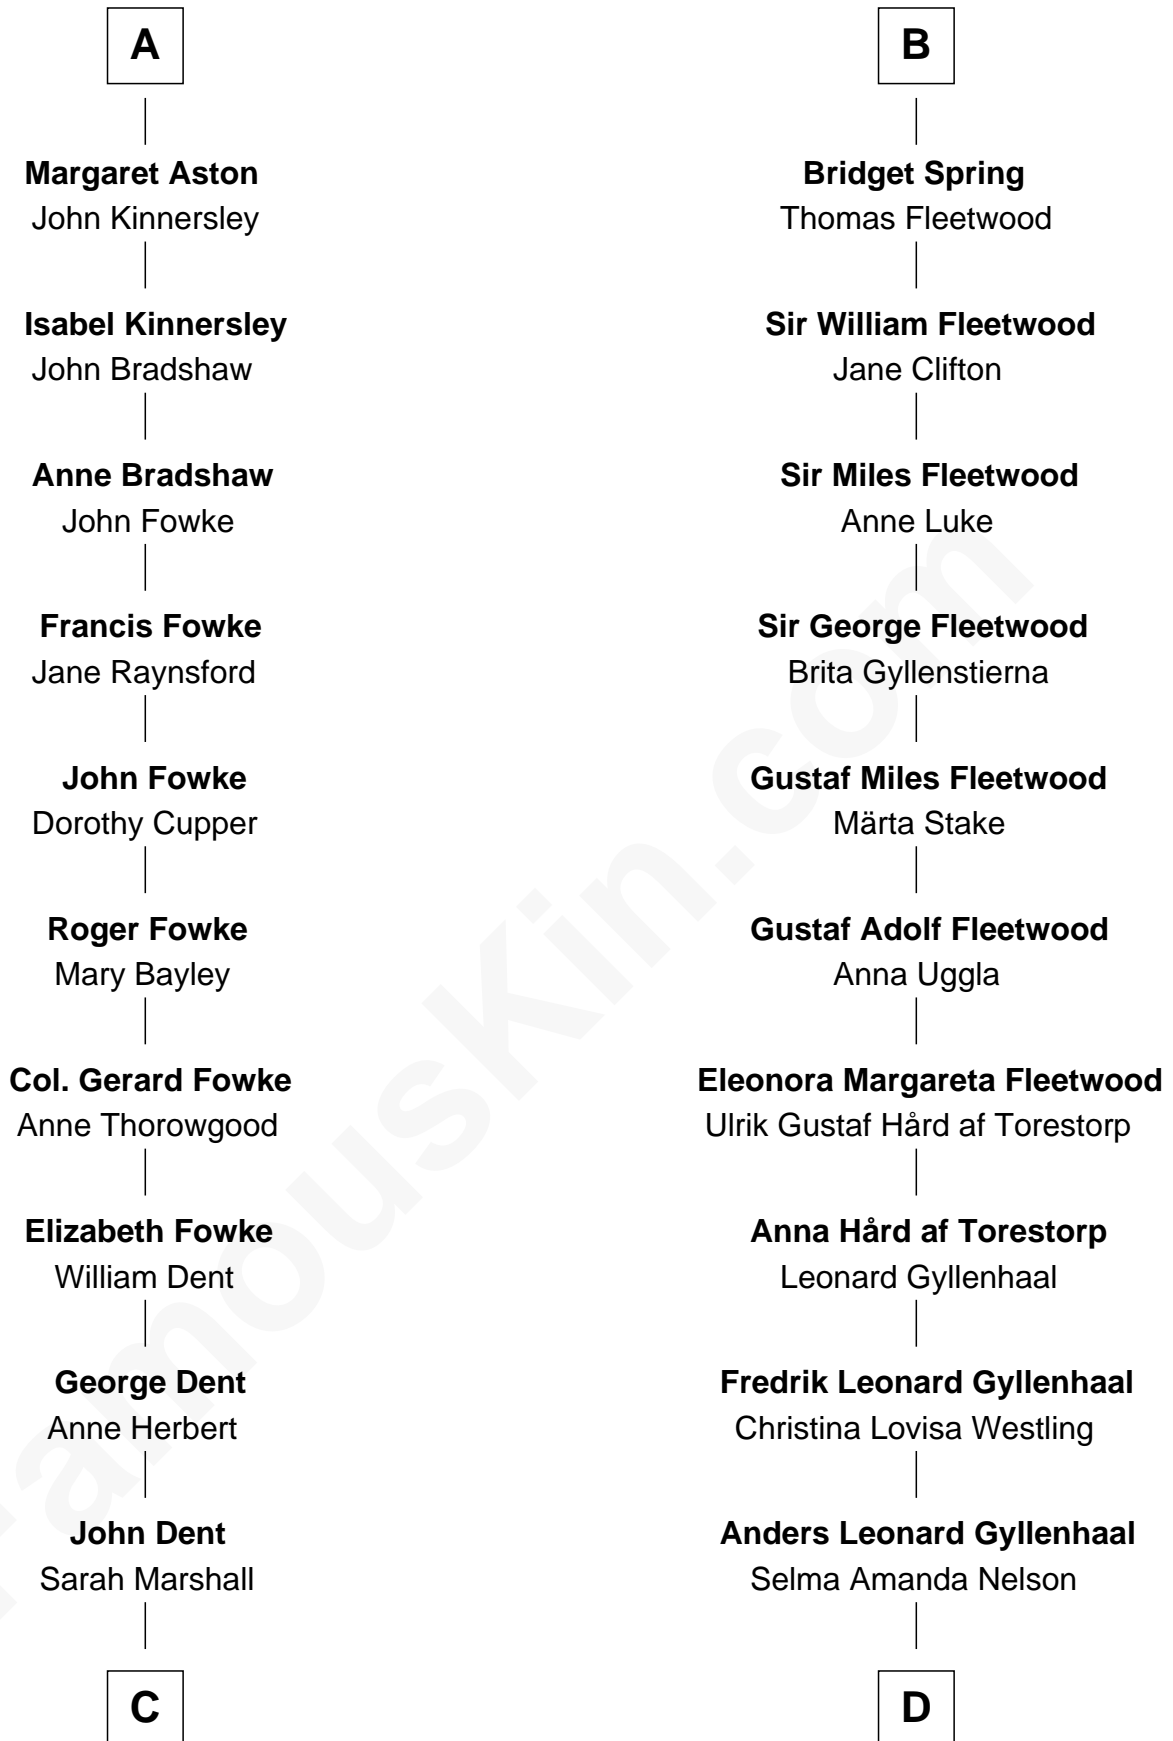 A
Margaret Aston
John Kinnersley
Isabel Kinnersley
John Bradshaw
Anne Bradshaw
John Fowke
Francis Fowke
Jane Raynsford
John Fowke
Dorothy Cupper
Roger Fowke
Mary Bayley
Col. Gerard Fowke
Anne Thorowgood
Elizabeth Fowke
William Dent
George Dent
Anne Herbert
John Dent
Sarah Marshall
C
B
Bridget Spring
Thomas Fleetwood
Sir William Fleetwood
Jane Clifton
Sir Miles Fleetwood
Anne Luke
Sir George Fleetwood
Brita Gyllenstierna
Gustaf Miles Fleetwood
Märta Stake
Gustaf Adolf Fleetwood
Anna Uggla
Eleonora Margareta Fleetwood
Ulrik Gustaf Hård af Torestorp
Anna Hård af Torestorp
Leonard Gyllenhaal
Fredrik Leonard Gyllenhaal
Christina Lovisa Westling
Anders Leonard Gyllenhaal
Selma Amanda Nelson
D
FamousKin.com